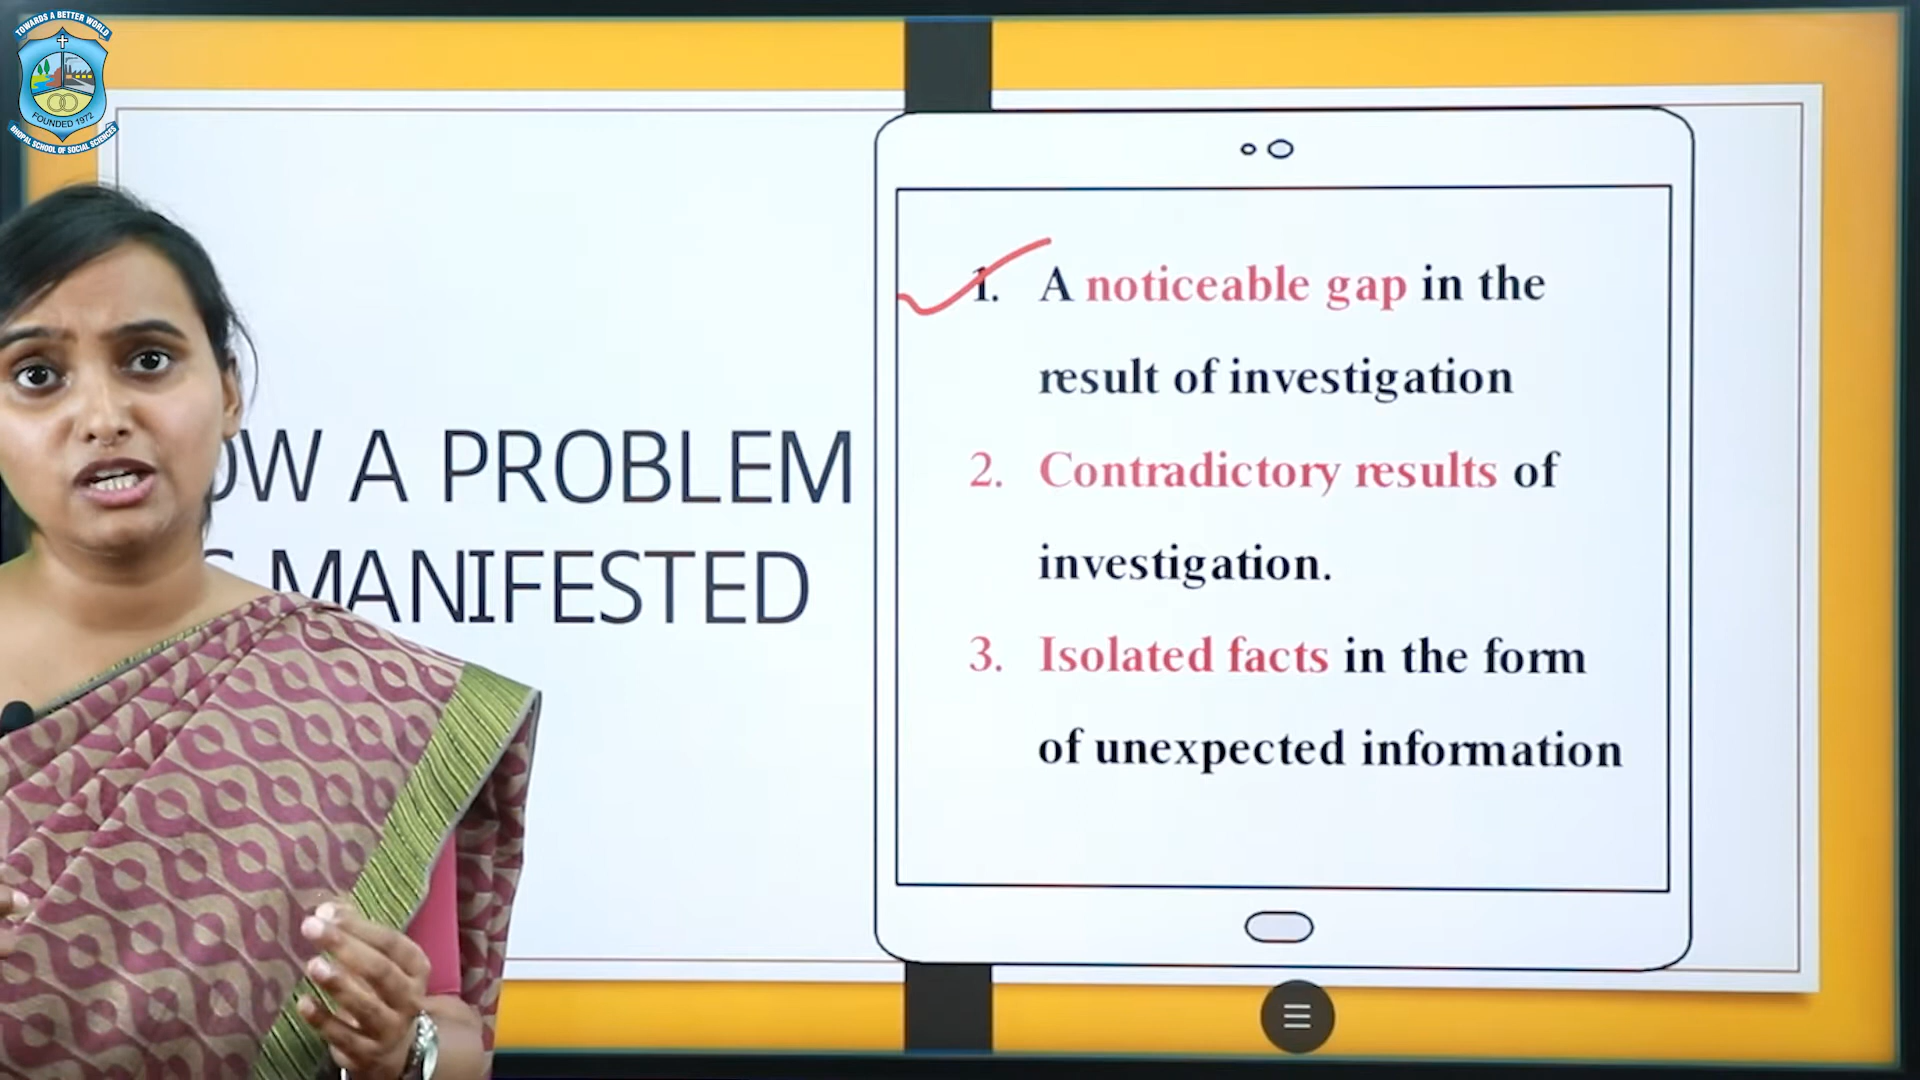 TOWARDS A BETTER WORLD
FOUNDED 1972
BHOPAL SCHOOL OF SOCIAL SCIENCES
OW A PROBLEM
S MANIFESTED
1. A noticeable gap in the
result of investigation
2. Contradictory results of
investigation.
3. Isolated facts in the form
of unexpected information